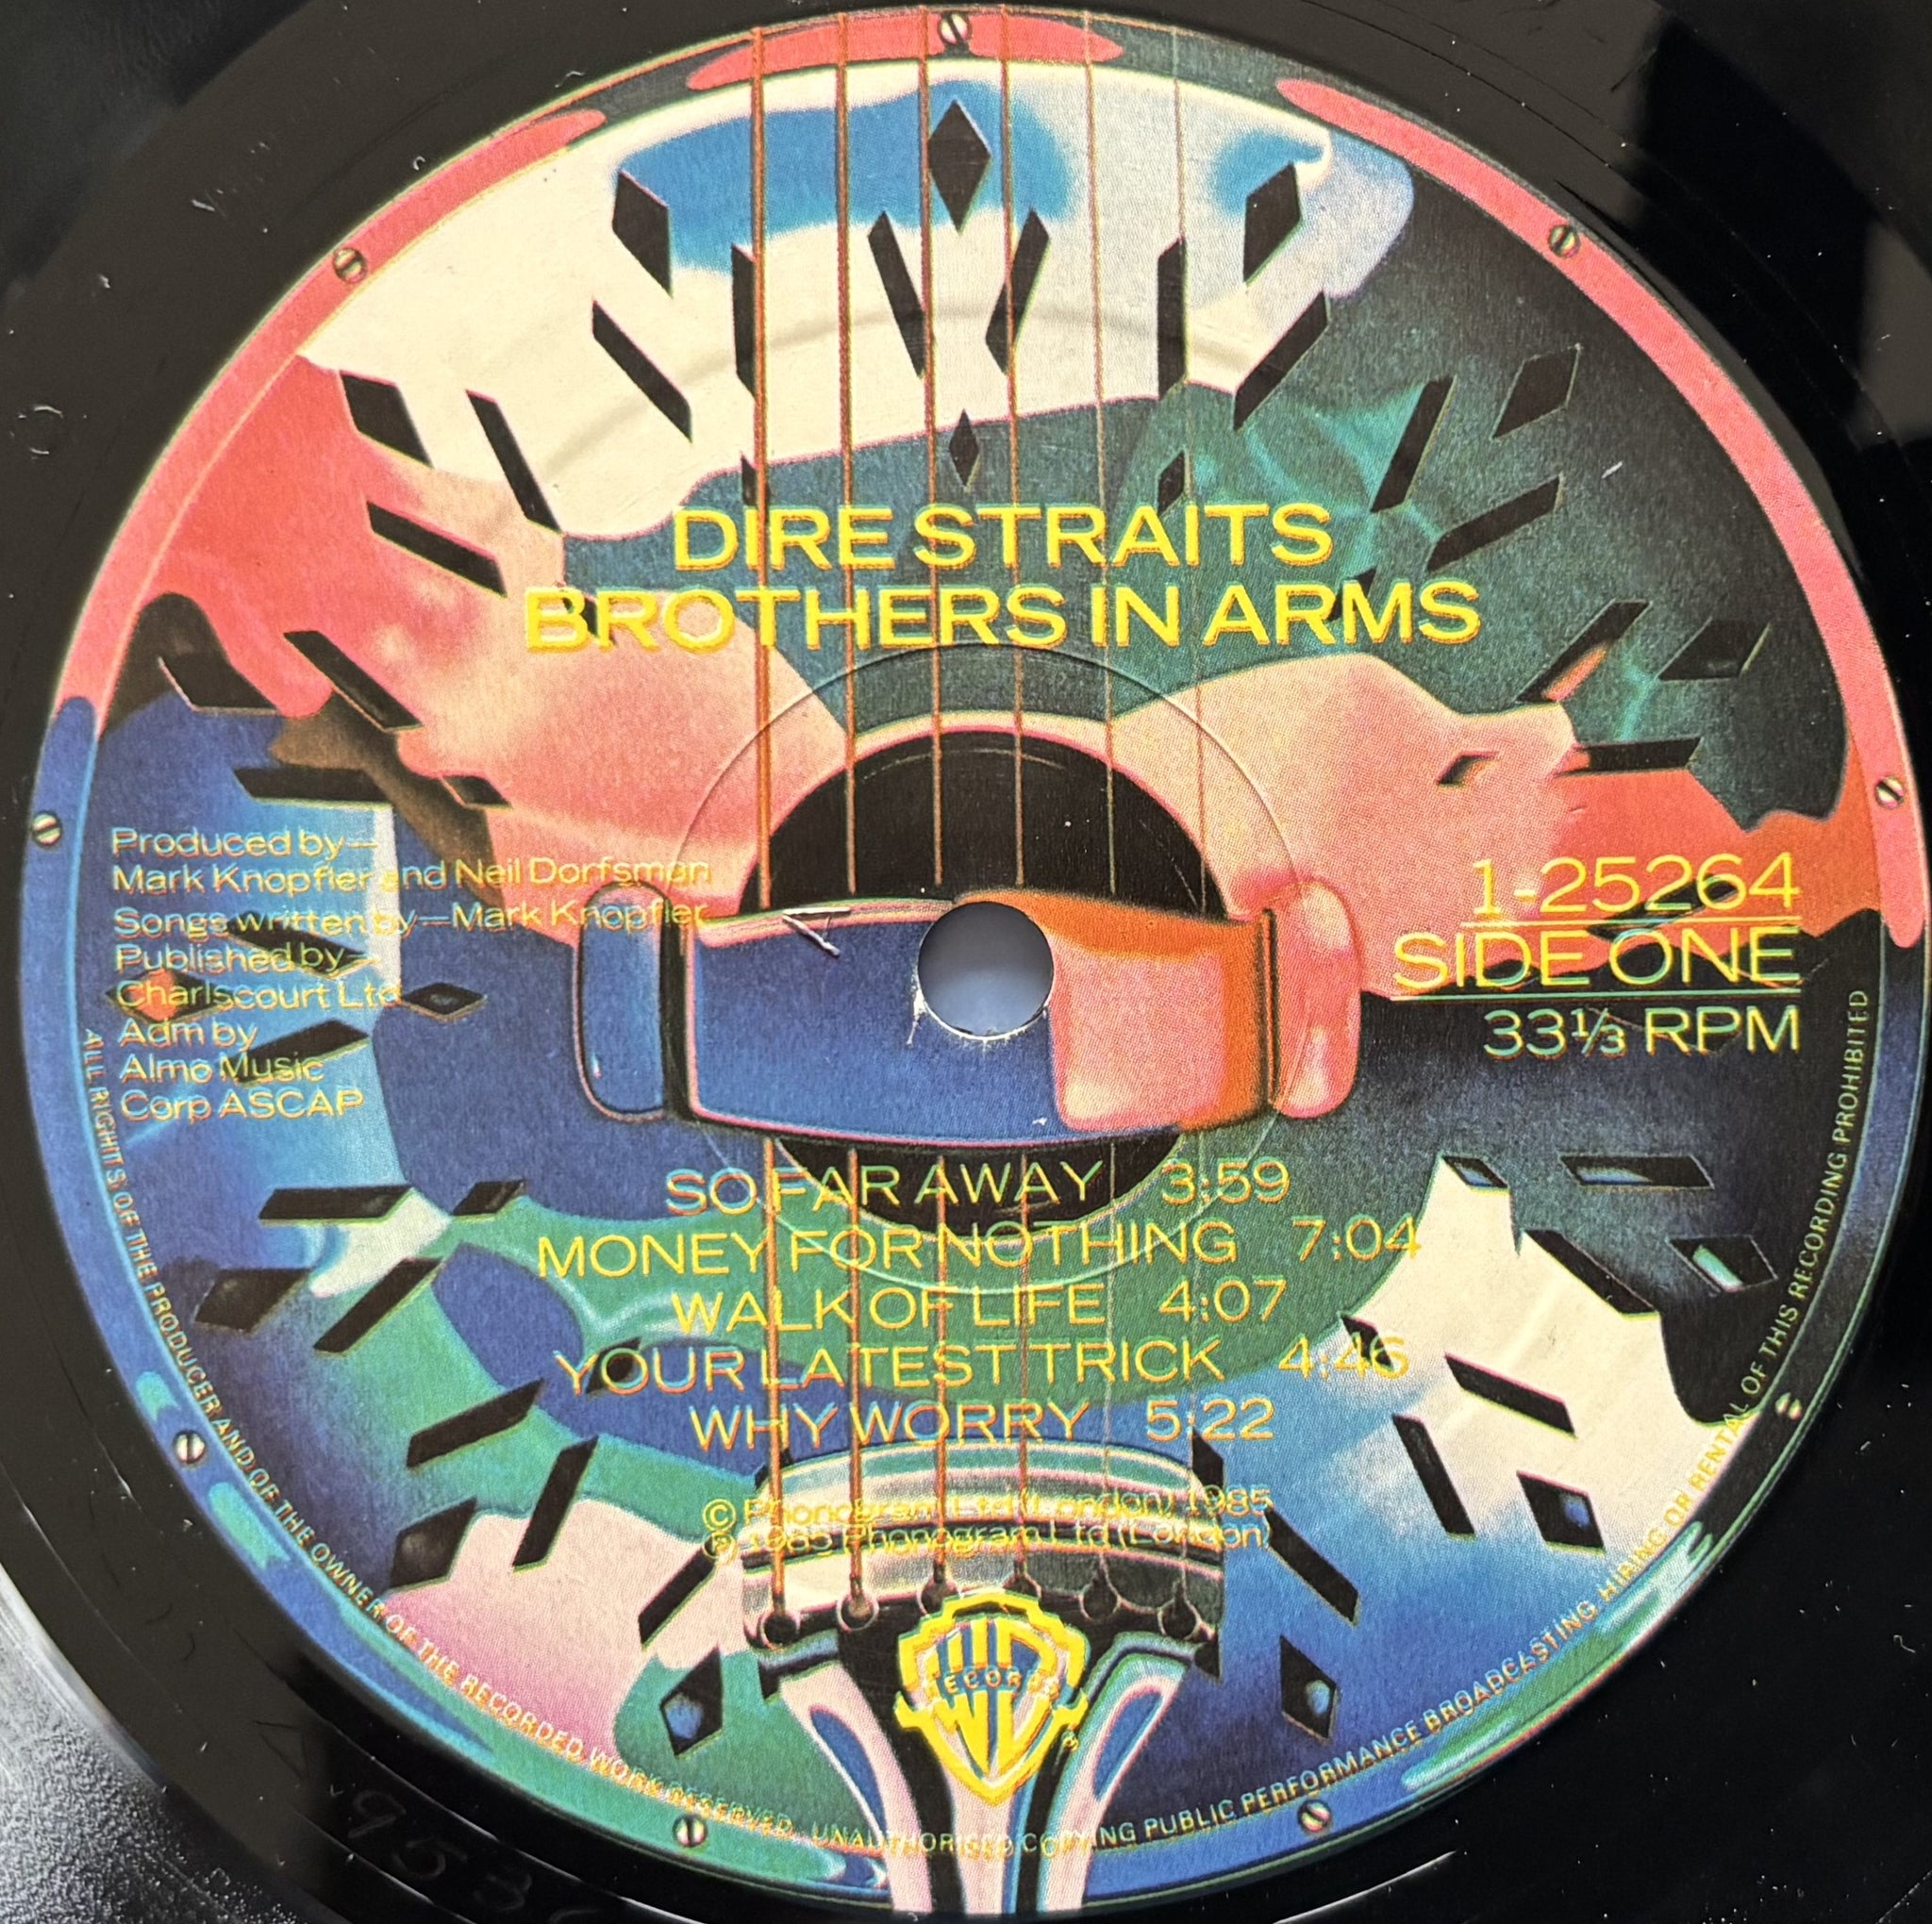 DIRE STRAITS
BROTHERS IN ARMS
Produced by—
Mark Knopfler and Neil Dorfsman
Songs written by—Mark Knopfler
Published by—
Charlscourt Ltd
Adm by
Almo Music
Corp ASCAP
1-25264
SIDE ONE
33⅓ RPM
SO FAR AWAY 3:59
MONEY FOR NOTHING 7:04
WALK OF LIFE 4:07
YOUR LATEST TRICK 4:46
WHY WORRY 5:22
© Phonogram Ltd (London) 1985
℗ 1985 Phonogram Ltd (London)
WB
RECORDS
®
ALL RIGHTS OF THE PRODUCER AND OF THE OWNER OF THE RECORDED WORK RESERVED. UNAUTHORISED COPYING PUBLIC PERFORMANCE BROADCASTING HIRING OR RENTAL OF THIS RECORDING PROHIBITED